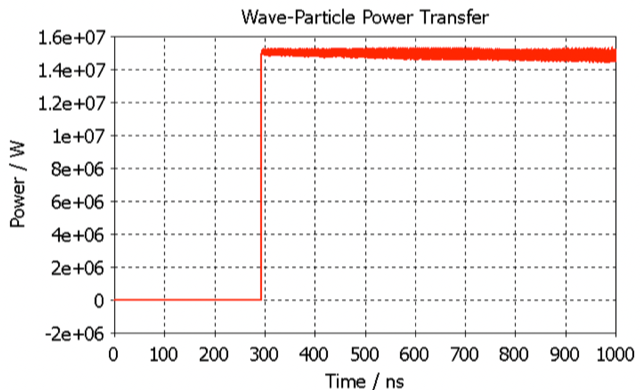 Wave-Particle Power Transfer
1.6e+07
1.4e+07
1.2e+07
1e+07
8e+06
6e+06
4e+06
2e+06
0
-2e+06
Power / W
0 100 200 300 400 500 600 700 800 900 1000
Time / ns